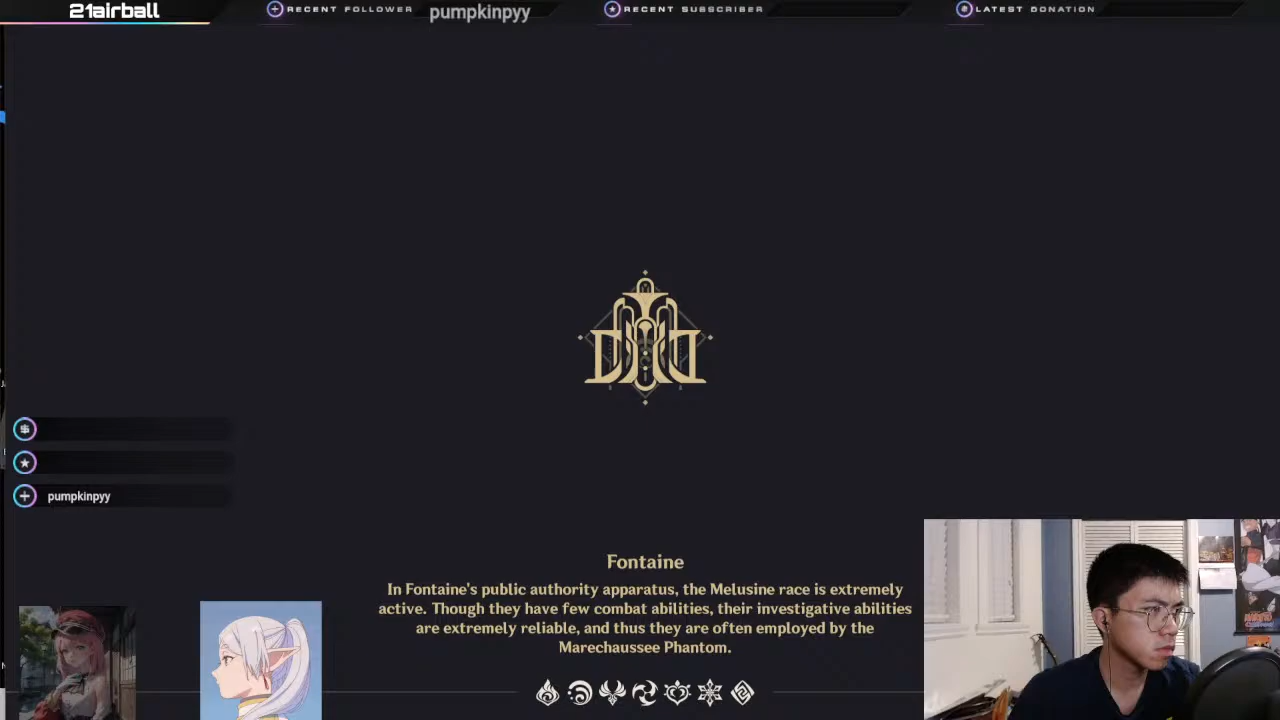 21airball
RECENT FOLLOWER
pumpkinpyy
RECENT SUBSCRIBER
LATEST DONATION
pumpkinpyy
Fontaine
In Fontaine's public authority apparatus, the Melusine race is extremely
active. Though they have few combat abilities, their investigative abilities
are extremely reliable, and thus they are often employed by the
Marechaussee Phantom.